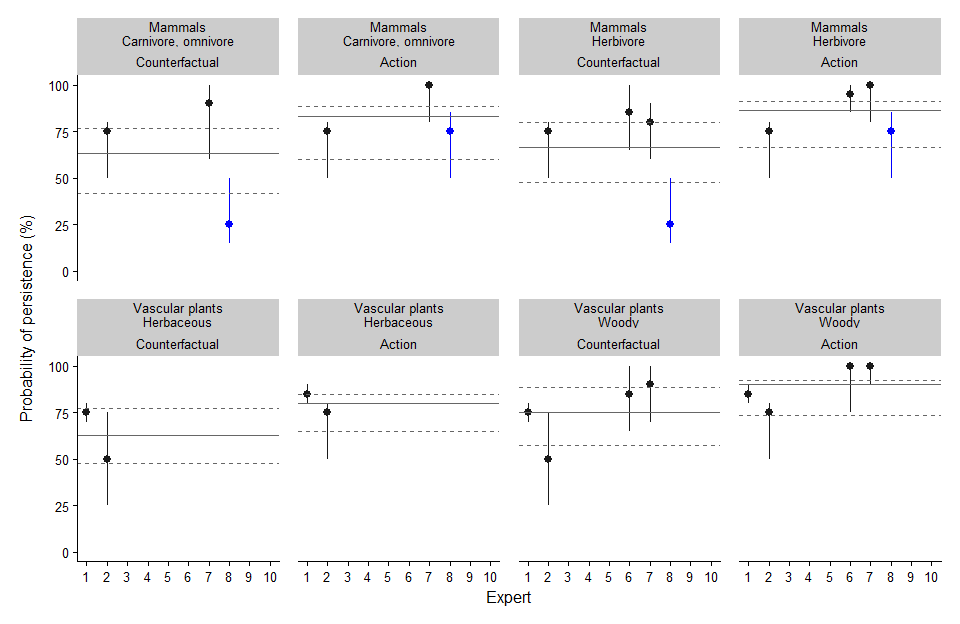 Mammals
Carnivore, omnivore
Counterfactual
Mammals
Carnivore, omnivore
Action
Mammals
Herbivore
Counterfactual
Mammals
Herbivore
Action
100
75
50
25
0
Probability of persistence (%)
Vascular plants
Herbaceous
Counterfactual
Vascular plants
Herbaceous
Action
Vascular plants
Woody
Counterfactual
Vascular plants
Woody
Action
100
75
50
25
0
1 2 3 4 5 6 7 8 9 10
1 2 3 4 5 6 7 8 9 10
1 2 3 4 5 6 7 8 9 10
1 2 3 4 5 6 7 8 9 10
Expert